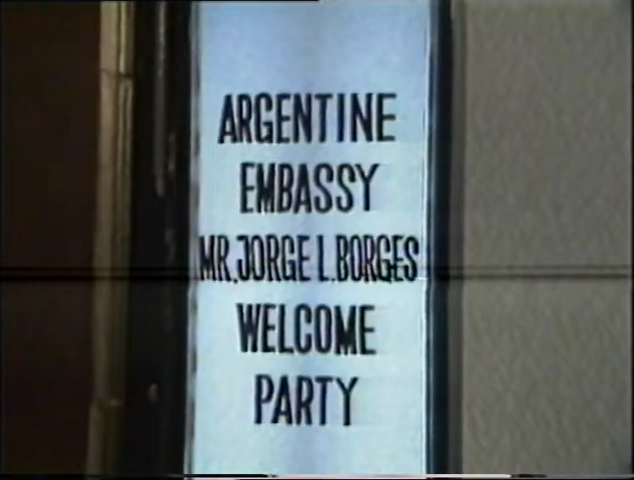 ARGENTINE
EMBASSY
MR. JORGE L. BORGES
WELCOME
PARTY